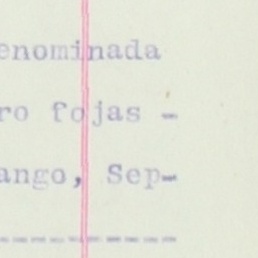 enominada
ro fojas -
ango, Sep-
---------